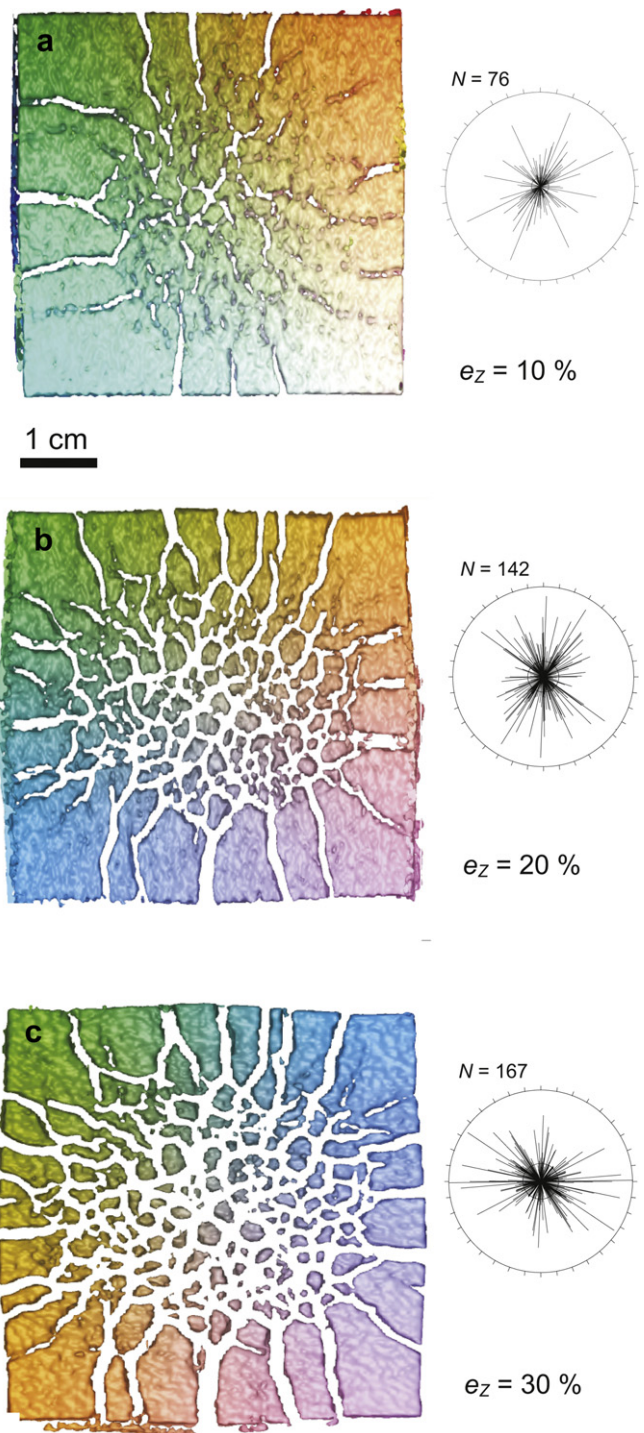 a
N = 76
e_Z = 10 %
1 cm
b
N = 142
e_Z = 20 %
c
N = 167
e_Z = 30 %